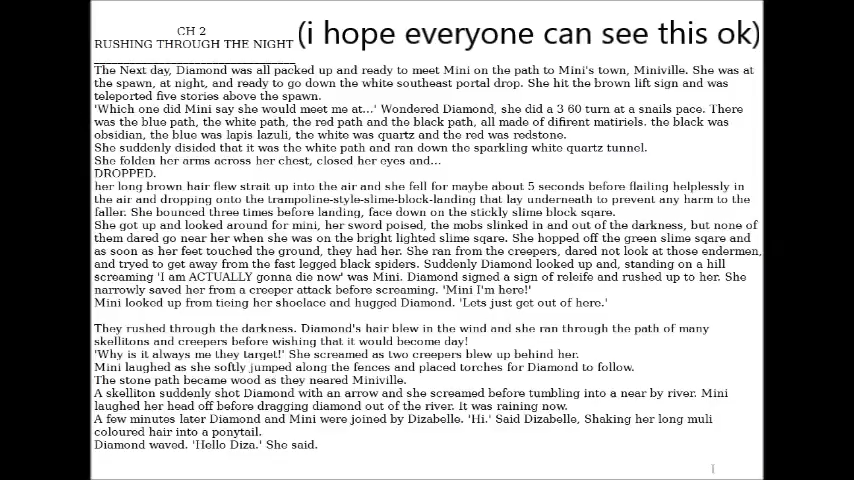 CH 2
(i hope everyone can see this ok)
RUSHING THROUGH THE NIGHT
The Next day, Diamond was all packed up and ready to meet Mini on the path to Mini's town, Miniville. She was at
the spawn, at night, and ready to go down the white southeast portal drop. She hit the brown lift sign and was
teleported five stories above the spawn.
'Which one did Mini say she would meet me at...' Wondered Diamond, she did a 3 60 turn at a snails pace. There
was the blue path, the white path, the red path and the black path, all made of difirent matiriels. the black was
obsidian, the blue was lapis lazuli, the white was quartz and the red was redstone.
She suddenly disided that it was the white path and ran down the sparkling white quartz tunnel.
She folden her arms across her chest, closed her eyes and...
DROPPED.
her long brown hair flew strait up into the air and she fell for maybe about 5 seconds before flailing helplessly in
the air and dropping onto the trampoline-style-slime-block-landing that lay underneath to prevent any harm to the
faller. She bounced three times before landing, face down on the stickly slime block sqare.
She got up and looked around for mini, her sword poised, the mobs slinked in and out of the darkness, but none of
them dared go near her when she was on the bright lighted slime sqare. She hopped off the green slime sqare and
as soon as her feet touched the ground, they had her. She ran from the creepers, dared not look at those endermen,
and tryed to get away from the fast legged black spiders. Suddenly Diamond looked up and, standing on a hill
screaming 'I am ACTUALLY gonna die now' was Mini. Diamond signed a sign of releife and rushed up to her. She
narrowly saved her from a creeper attack before screaming. 'Mini I'm here!'
Mini looked up from tieing her shoelace and hugged Diamond. 'Lets just get out of here.'
They rushed through the darkness. Diamond's hair blew in the wind and she ran through the path of many
skellitons and creepers before wishing that it would become day!
'Why is it always me they target!' She screamed as two creepers blew up behind her.
Mini laughed as she softly jumped along the fences and placed torches for Diamond to follow.
The stone path became wood as they neared Miniville.
A skelliton suddenly shot Diamond with an arrow and she screamed before tumbling into a near by river. Mini
laughed her head off before dragging diamond out of the river. It was raining now.
A few minutes later Diamond and Mini were joined by Dizabelle. 'Hi.' Said Dizabelle, Shaking her long muli
coloured hair into a ponytail.
Diamond waved. 'Hello Diza.' She said.